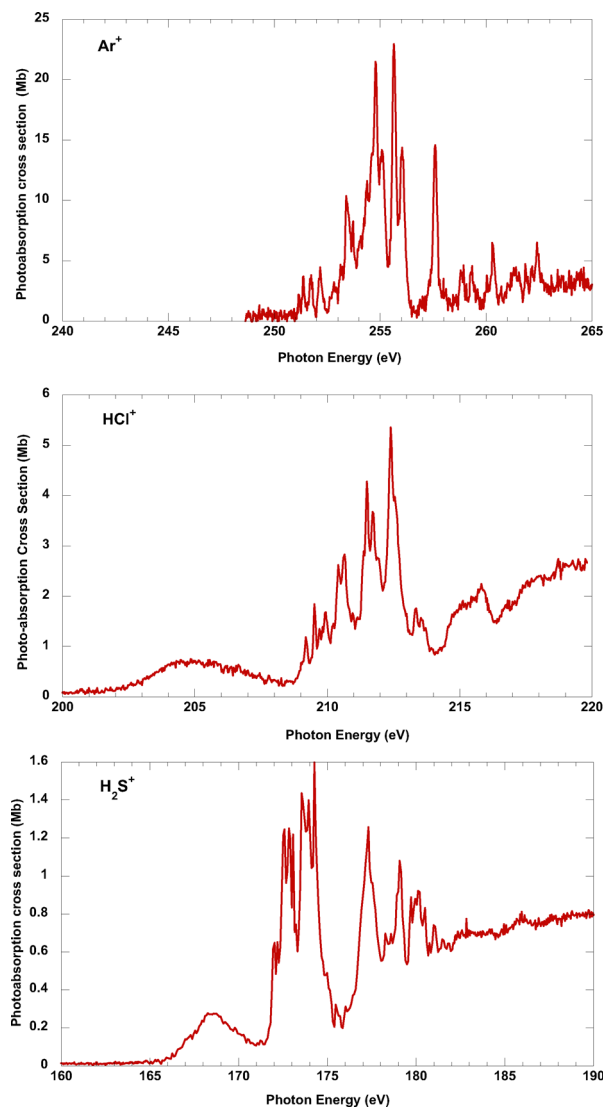 Ar+
Photoabsorption cross section (Mb)
25
20
15
10
5
0
240 245 250 255 260 265
Photon Energy (eV)
HCl+
Photo-absorption Cross Section (Mb)
6
5
4
3
2
1
0
200 205 210 215 220
Photon Energy (eV)
H2S+
Photoabsorption cross section (Mb)
1.6
1.4
1.2
1
0.8
0.6
0.4
0.2
0
160 165 170 175 180 185 190
Photon Energy (eV)